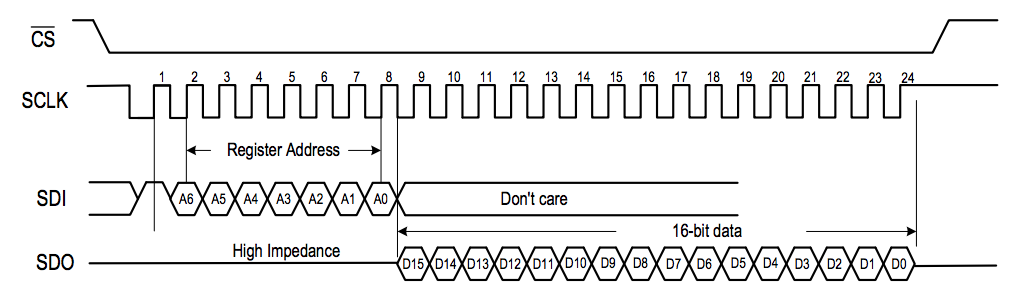 CS
1 2 3 4 5 6 7 8 9 10 11 12 13 14 15 16 17 18 19 20 21 22 23 24
SCLK
Register Address
SDI A6 A5 A4 A3 A2 A1 A0 Don't care
16-bit data
High Impedance
SDO D15 D14 D13 D12 D11 D10 D9 D8 D7 D6 D5 D4 D3 D2 D1 D0